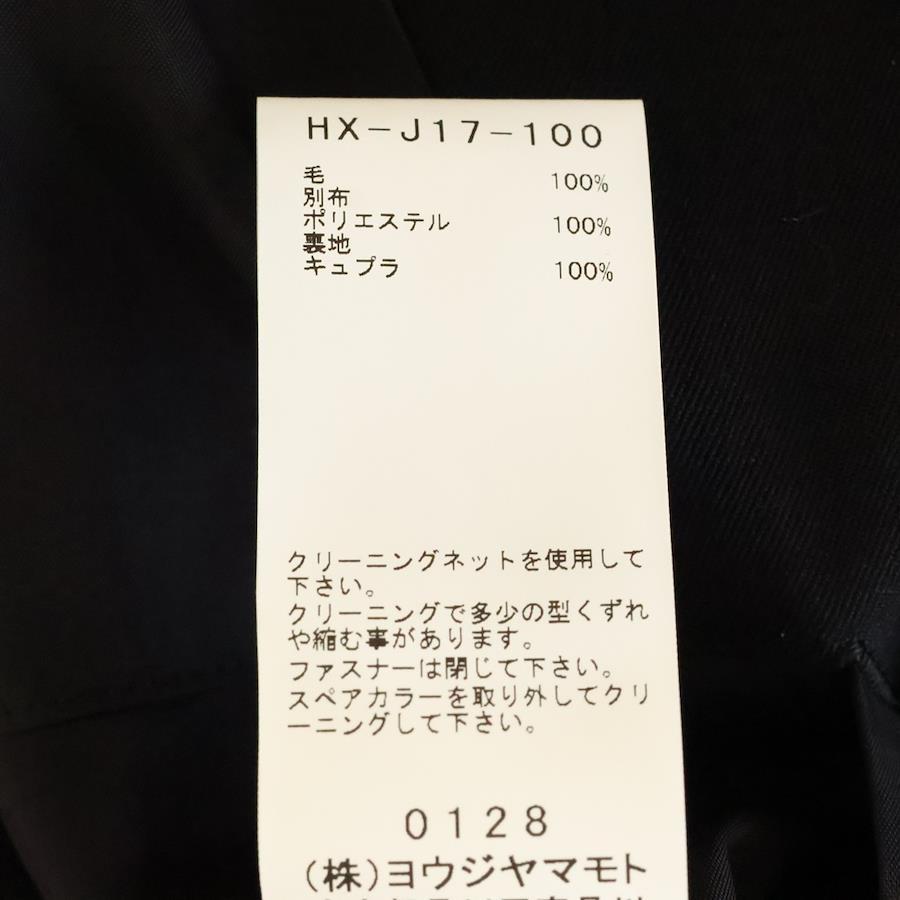 HX-J17-100
毛 100%
別布
ポリエステル 100%
裏地
キュプラ 100%
クリーニングネットを使用して
下さい。
クリーニングで多少の型くずれ
や縮む事があります。
ファスナーは閉じて下さい。
スペアカラーを取り外してクリ
ーニングして下さい。
0128
(株)ヨウジヤマモト